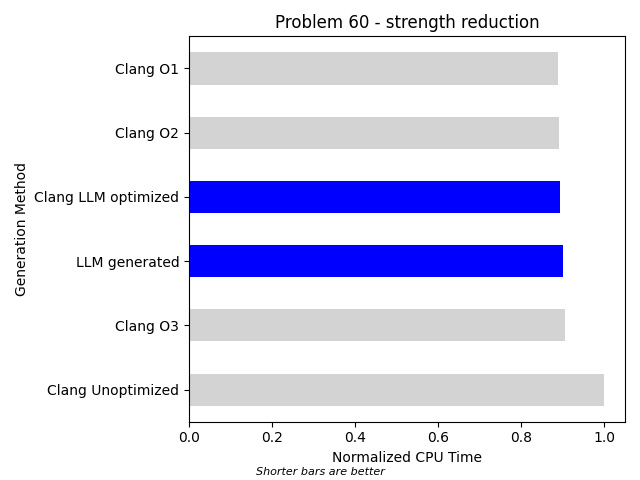 Problem 60 - strength reduction
Generation Method
Clang O1
Clang O2
Clang LLM optimized
LLM generated
Clang O3
Clang Unoptimized
0.0 0.2 0.4 0.6 0.8 1.0
Normalized CPU Time
Shorter bars are better